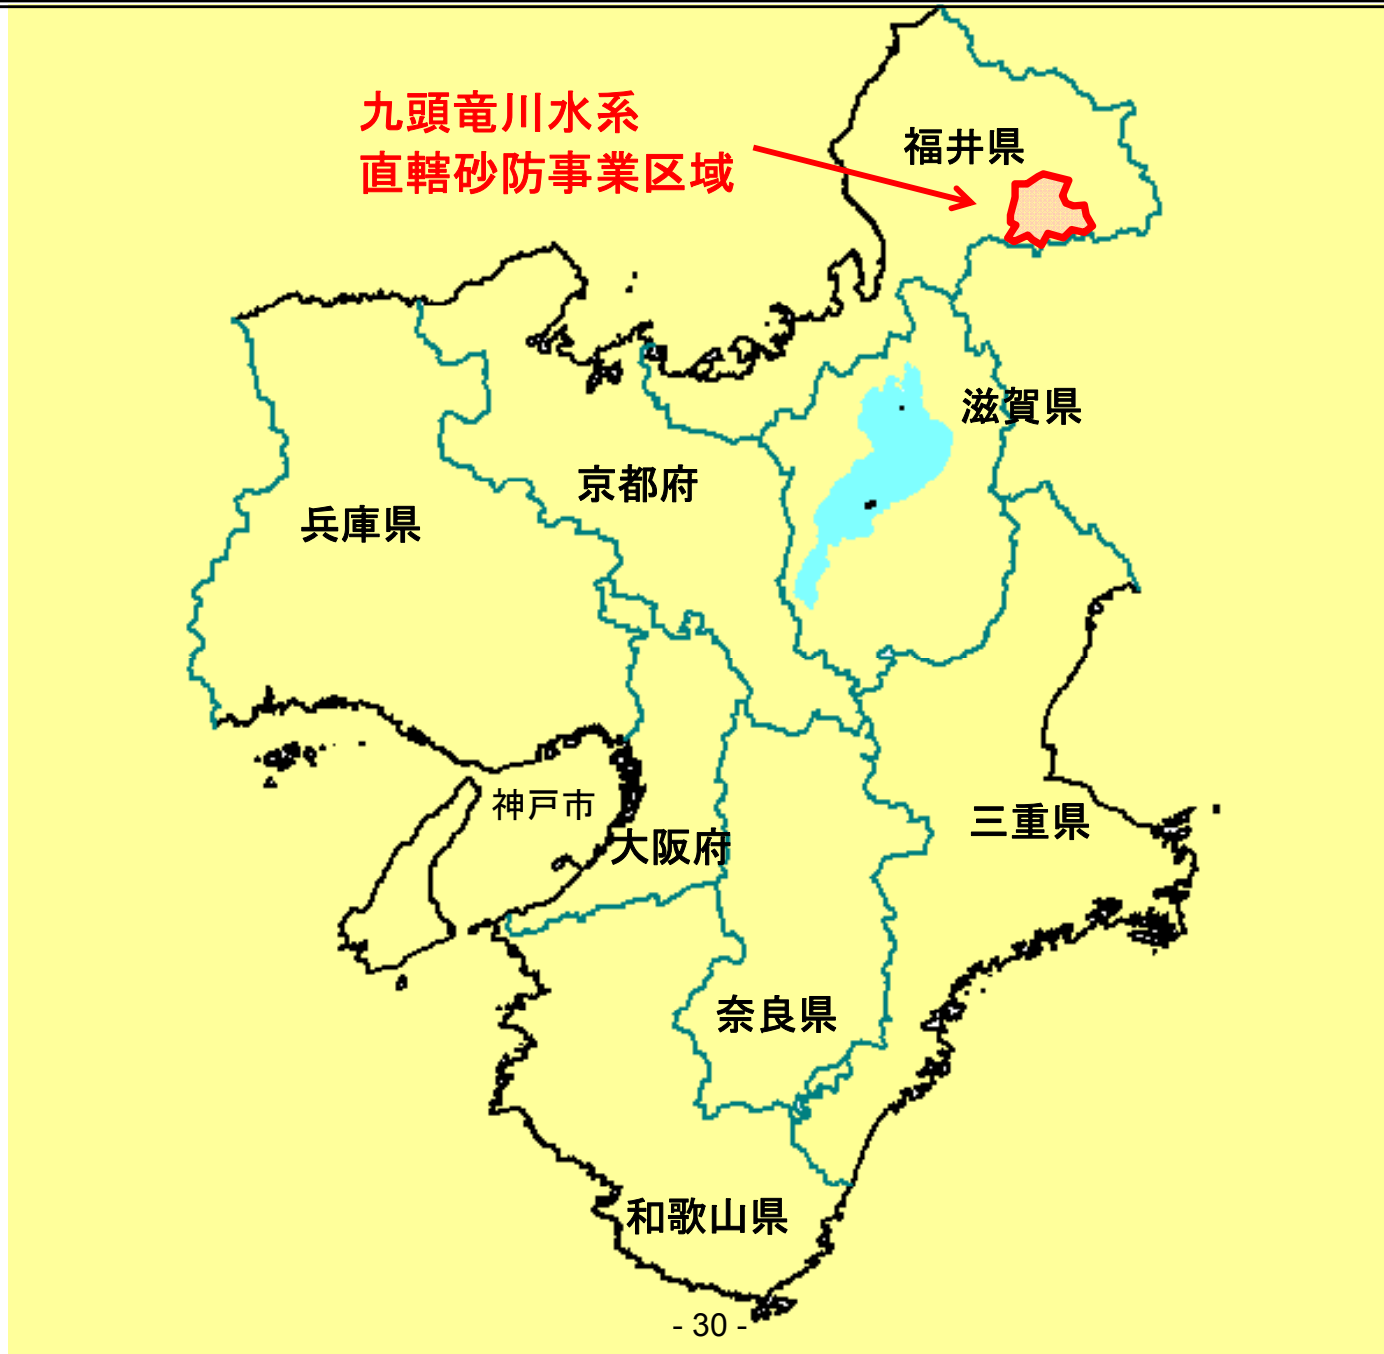 九頭竜川水系
直轄砂防事業区域
福井県
滋賀県
京都府
兵庫県
神戸市
大阪府
三重県
奈良県
和歌山県
- 30 -